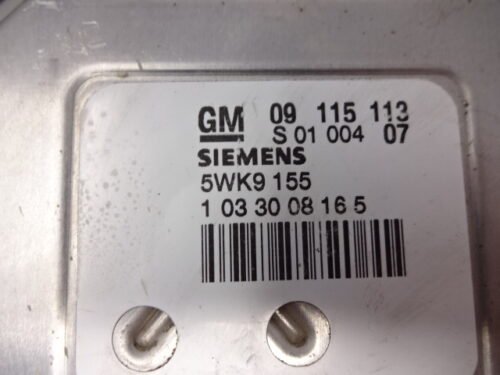 GM 09 115 113
S 01 004 07
SIEMENS
5WK9 155
1 03 30 08 16 5